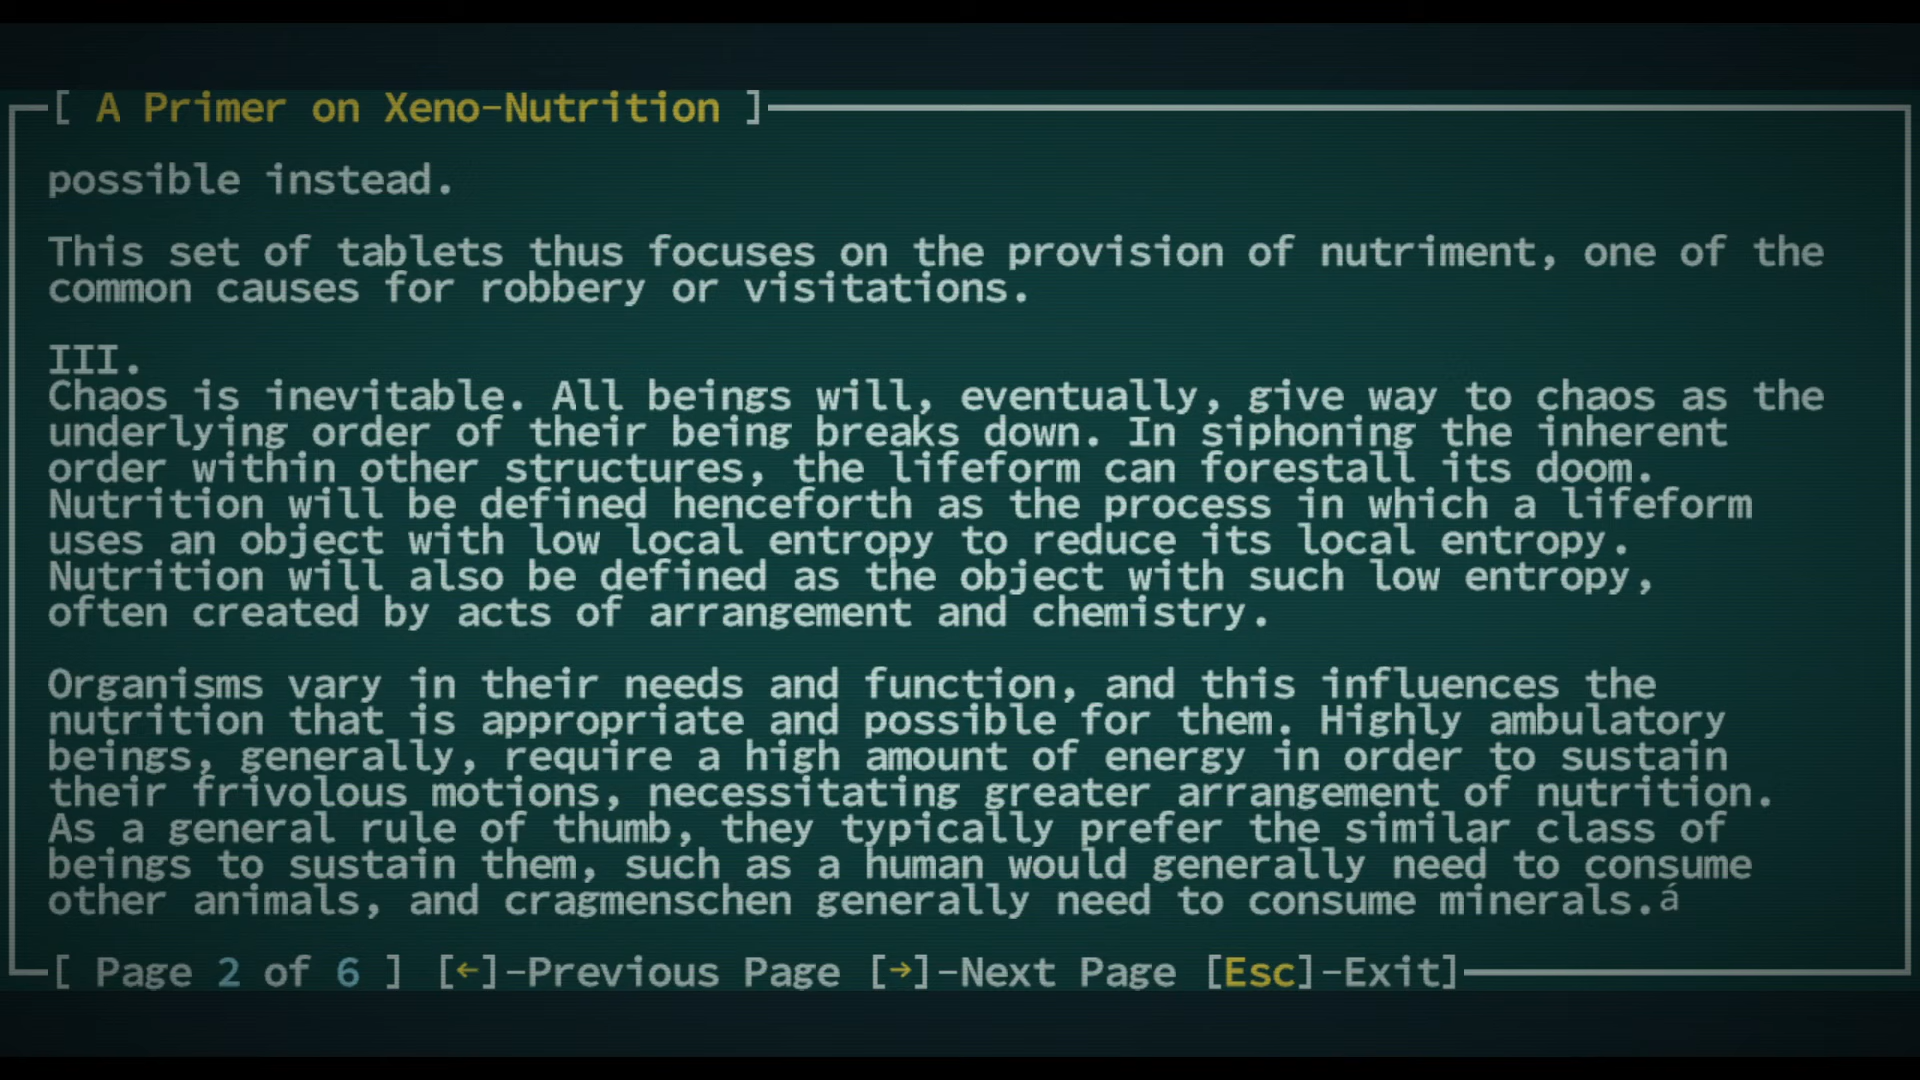 [ A Primer on Xeno-Nutrition ]
possible instead.
This set of tablets thus focuses on the provision of nutriment, one of the
common causes for robbery or visitations.
III.
Chaos is inevitable. All beings will, eventually, give way to chaos as the
underlying order of their being breaks down. In siphoning the inherent
order within other structures, the lifeform can forestall its doom.
Nutrition will be defined henceforth as the process in which a lifeform
uses an object with low local entropy to reduce its local entropy.
Nutrition will also be defined as the object with such low entropy,
often created by acts of arrangement and chemistry.
Organisms vary in their needs and function, and this influences the
nutrition that is appropriate and possible for them. Highly ambulatory
beings, generally, require a high amount of energy in order to sustain
their frivolous motions, necessitating greater arrangement of nutrition.
As a general rule of thumb, they typically prefer the similar class of
beings to sustain them, such as a human would generally need to consume
other animals, and cragmenschen generally need to consume minerals.á
[ Page 2 of 6 ] [←]-Previous Page [→]-Next Page [Esc]-Exit]